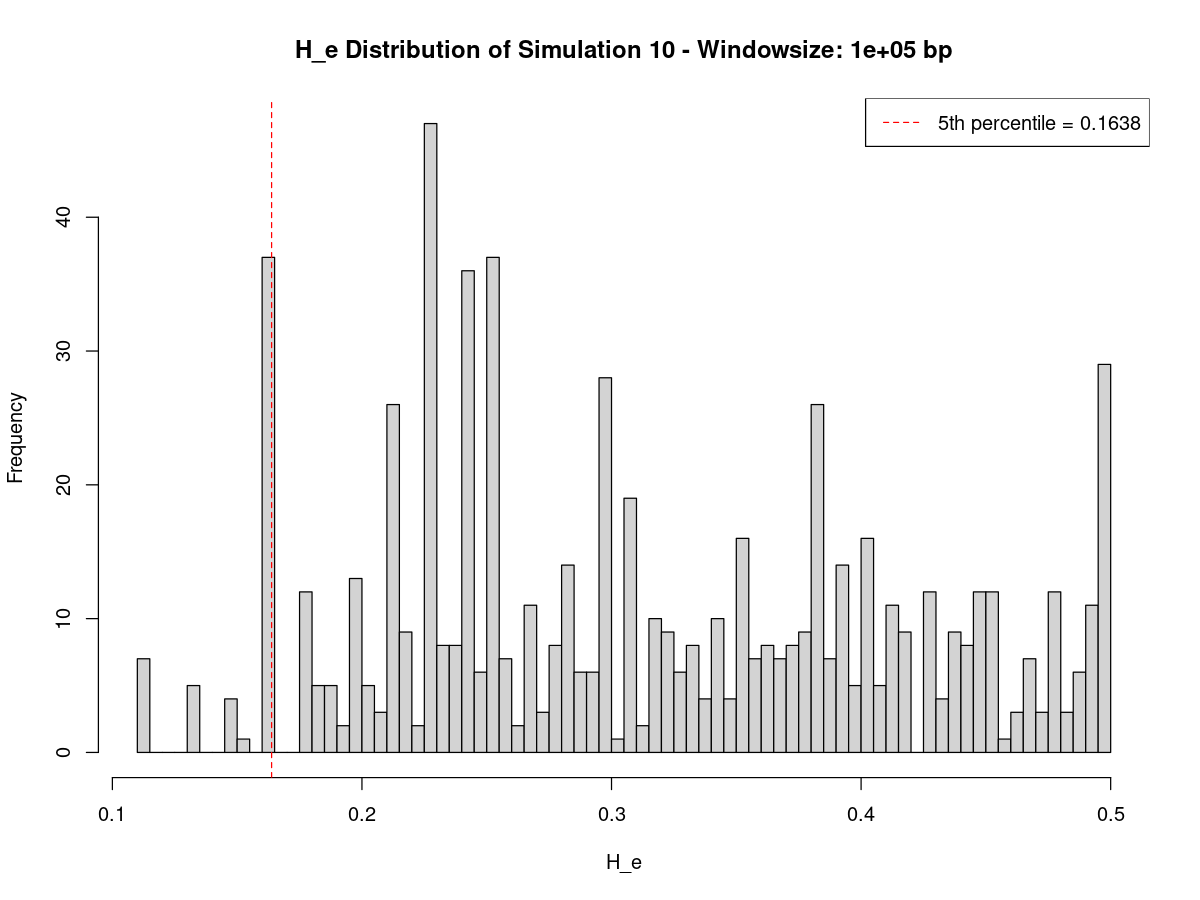 H_e Distribution of Simulation 10 - Windowsize: 1e+05 bp
5th percentile = 0.1638
Frequency
40
30
20
10
0
0.1 0.2 0.3 0.4 0.5
H_e